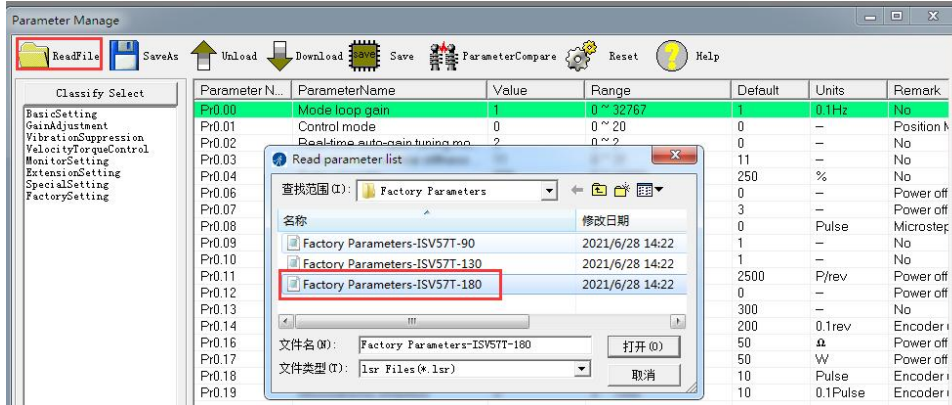 Parameter Manage
ReadFile SaveAs Unload Download save Save ParameterCompare Reset Help
Classify Select
BasicSetting
GainAdjustment
VibrationSuppression
VelocityTorqueControl
MonitorSetting
ExtensionSetting
SpecialSetting
FactorySetting
Parameter N... ParameterName Value Range Default Units Remark
Pr0.00 Mode loop gain 1 0 ~ 32767 1 0.1Hz No
Pr0.01 Control mode 0 0 ~ 20 0 – Position M
Pr0.02 Real-time auto-gain tuning mo... 2 0 ~ 2 0 – No
Pr0.03 11 – No
Pr0.04 250 % No
Pr0.06 0 – Power off
Pr0.07 3 – Power off
Pr0.08 0 Pulse Microstep
Pr0.09 1 – No
Pr0.10 1 – No
Pr0.11 2500 P/rev Power off
Pr0.12 0 – Power off
Pr0.13 300 – No
Pr0.14 200 0.1rev Encoder
Pr0.16 50 Ω Power off
Pr0.17 50 W Power off
Pr0.18 10 Pulse Encoder
Pr0.19 10 0.1Pulse Encoder
Read parameter list
查找范围(I): Factory Parameters
名称 修改日期
Factory Parameters-ISV57T-90 2021/6/28 14:22
Factory Parameters-ISV57T-130 2021/6/28 14:22
Factory Parameters-ISV57T-180 2021/6/28 14:22
文件名(N): Factory Parameters-ISV57T-180 打开(O)
文件类型(T): lsr Files(*.lsr) 取消